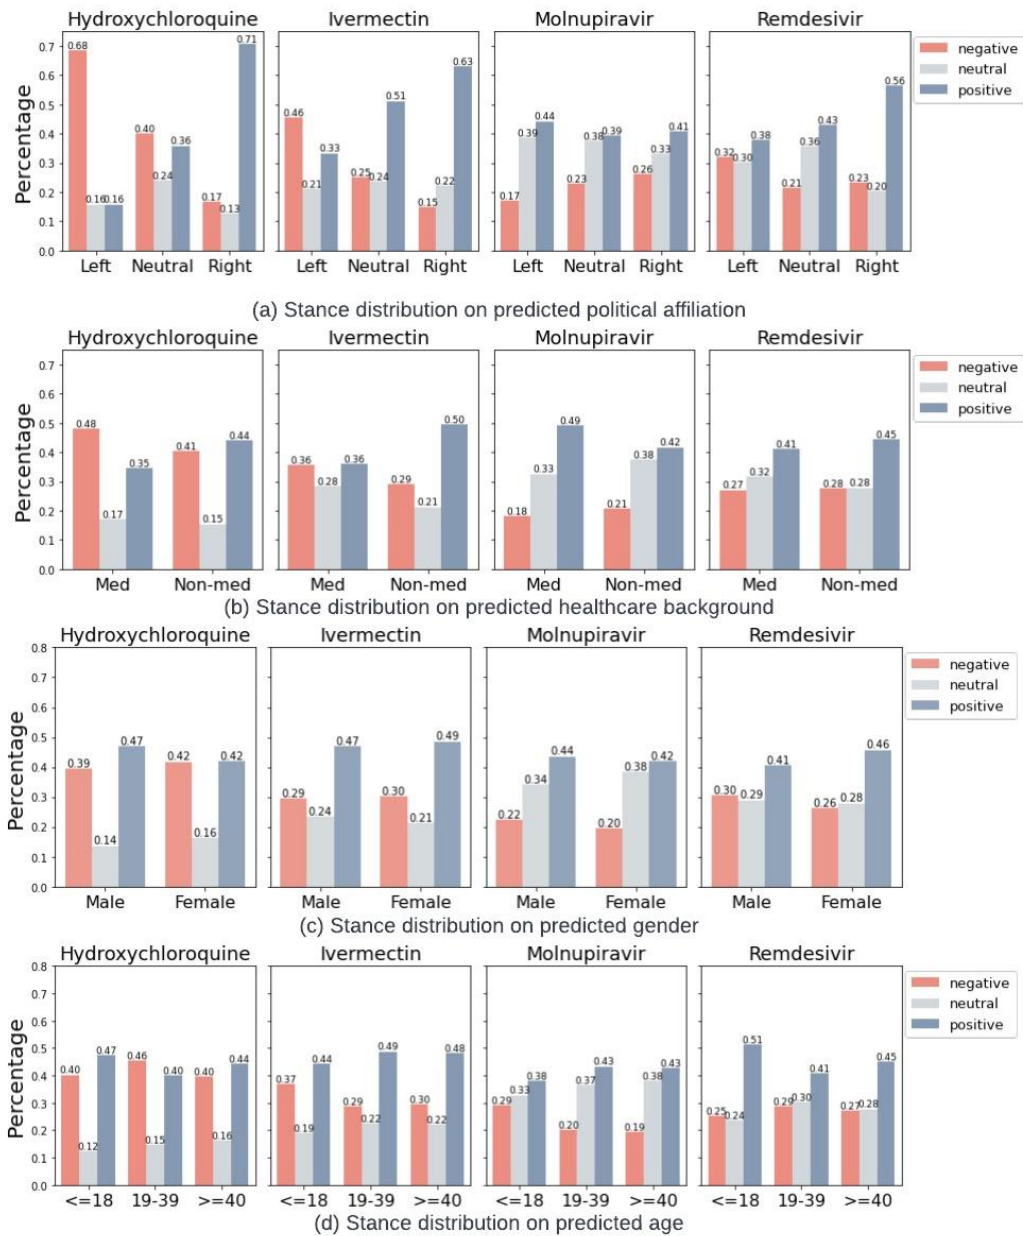 Hydroxychloroquine Ivermectin Molnupiravir Remdesivir
Percentage
0.7
0.6
0.5
0.4
0.3
0.2
0.1
0.0
0.68 0.16 0.16 0.40 0.24 0.36 0.17 0.13 0.71
0.46 0.21 0.33 0.25 0.24 0.51 0.15 0.22 0.63
0.17 0.39 0.44 0.23 0.38 0.39 0.26 0.33 0.41
0.32 0.30 0.38 0.21 0.36 0.43 0.23 0.20 0.56
negative
neutral
positive
Left Neutral Right Left Neutral Right Left Neutral Right Left Neutral Right
(a) Stance distribution on predicted political affiliation
Hydroxychloroquine Ivermectin Molnupiravir Remdesivir
Percentage
0.7
0.6
0.5
0.4
0.3
0.2
0.1
0.0
0.48 0.17 0.35 0.41 0.15 0.44
0.36 0.28 0.36 0.29 0.21 0.50
0.18 0.33 0.49 0.21 0.38 0.42
0.27 0.32 0.41 0.28 0.28 0.45
negative
neutral
positive
Med Non-med Med Non-med Med Non-med Med Non-med
(b) Stance distribution on predicted healthcare background
Hydroxychloroquine Ivermectin Molnupiravir Remdesivir
Percentage
0.8
0.7
0.6
0.5
0.4
0.3
0.2
0.1
0.0
0.39 0.14 0.47 0.42 0.16 0.42
0.29 0.24 0.47 0.30 0.21 0.49
0.22 0.34 0.44 0.20 0.38 0.42
0.30 0.29 0.41 0.26 0.28 0.46
negative
neutral
positive
Male Female Male Female Male Female Male Female
(c) Stance distribution on predicted gender
Hydroxychloroquine Ivermectin Molnupiravir Remdesivir
Percentage
0.8
0.7
0.6
0.5
0.4
0.3
0.2
0.1
0.0
0.40 0.12 0.47 0.46 0.15 0.40 0.40 0.16 0.44
0.37 0.19 0.44 0.29 0.22 0.49 0.30 0.22 0.48
0.29 0.33 0.38 0.20 0.37 0.43 0.19 0.38 0.43
0.25 0.24 0.51 0.29 0.30 0.41 0.27 0.28 0.45
negative
neutral
positive
<=18 19-39 >=40 <=18 19-39 >=40 <=18 19-39 >=40 <=18 19-39 >=40
(d) Stance distribution on predicted age